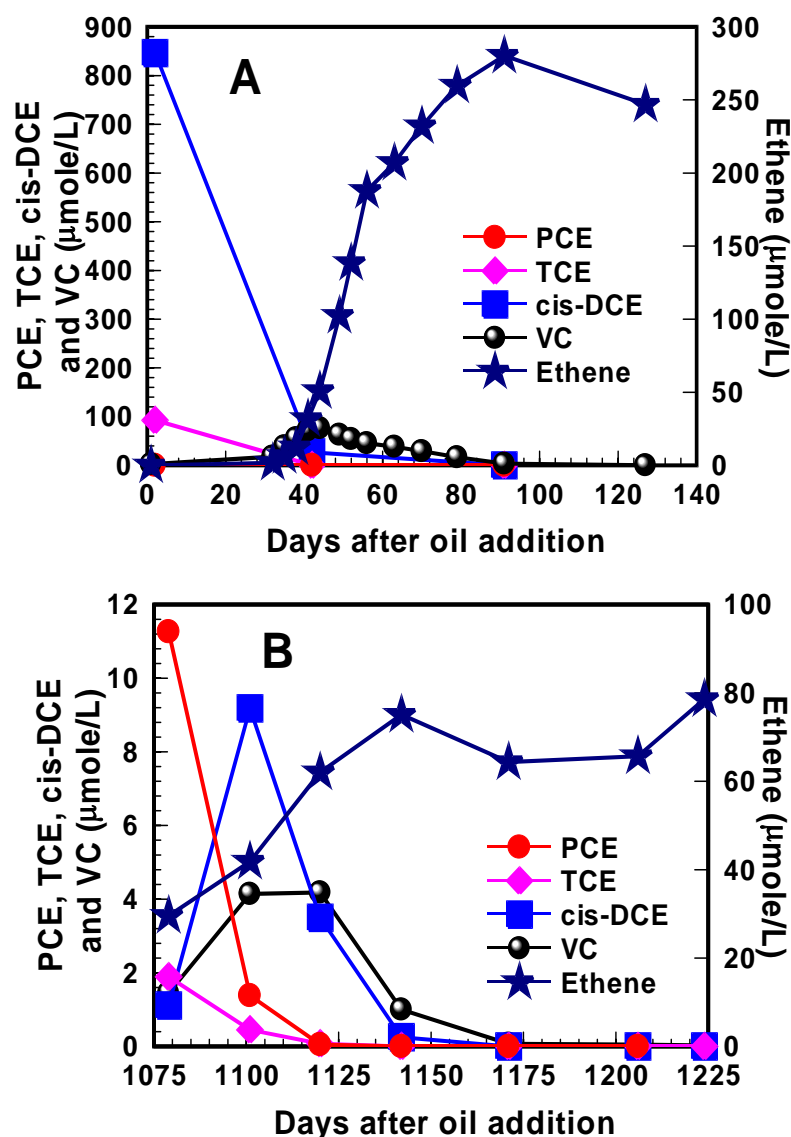 A
PCE, TCE, cis-DCE
and VC (μmole/L)
900
800
700
600
500
400
300
200
100
0
300
250
200
150
100
50
0
Ethene (μmole/L)
PCE
TCE
cis-DCE
VC
Ethene
0 20 40 60 80 100 120 140
Days after oil addition
B
PCE, TCE, cis-DCE
and VC (μmole/L)
12
10
8
6
4
2
0
100
80
60
40
20
0
Ethene (μmole/L)
PCE
TCE
cis-DCE
VC
Ethene
1075 1100 1125 1150 1175 1200 1225
Days after oil addition